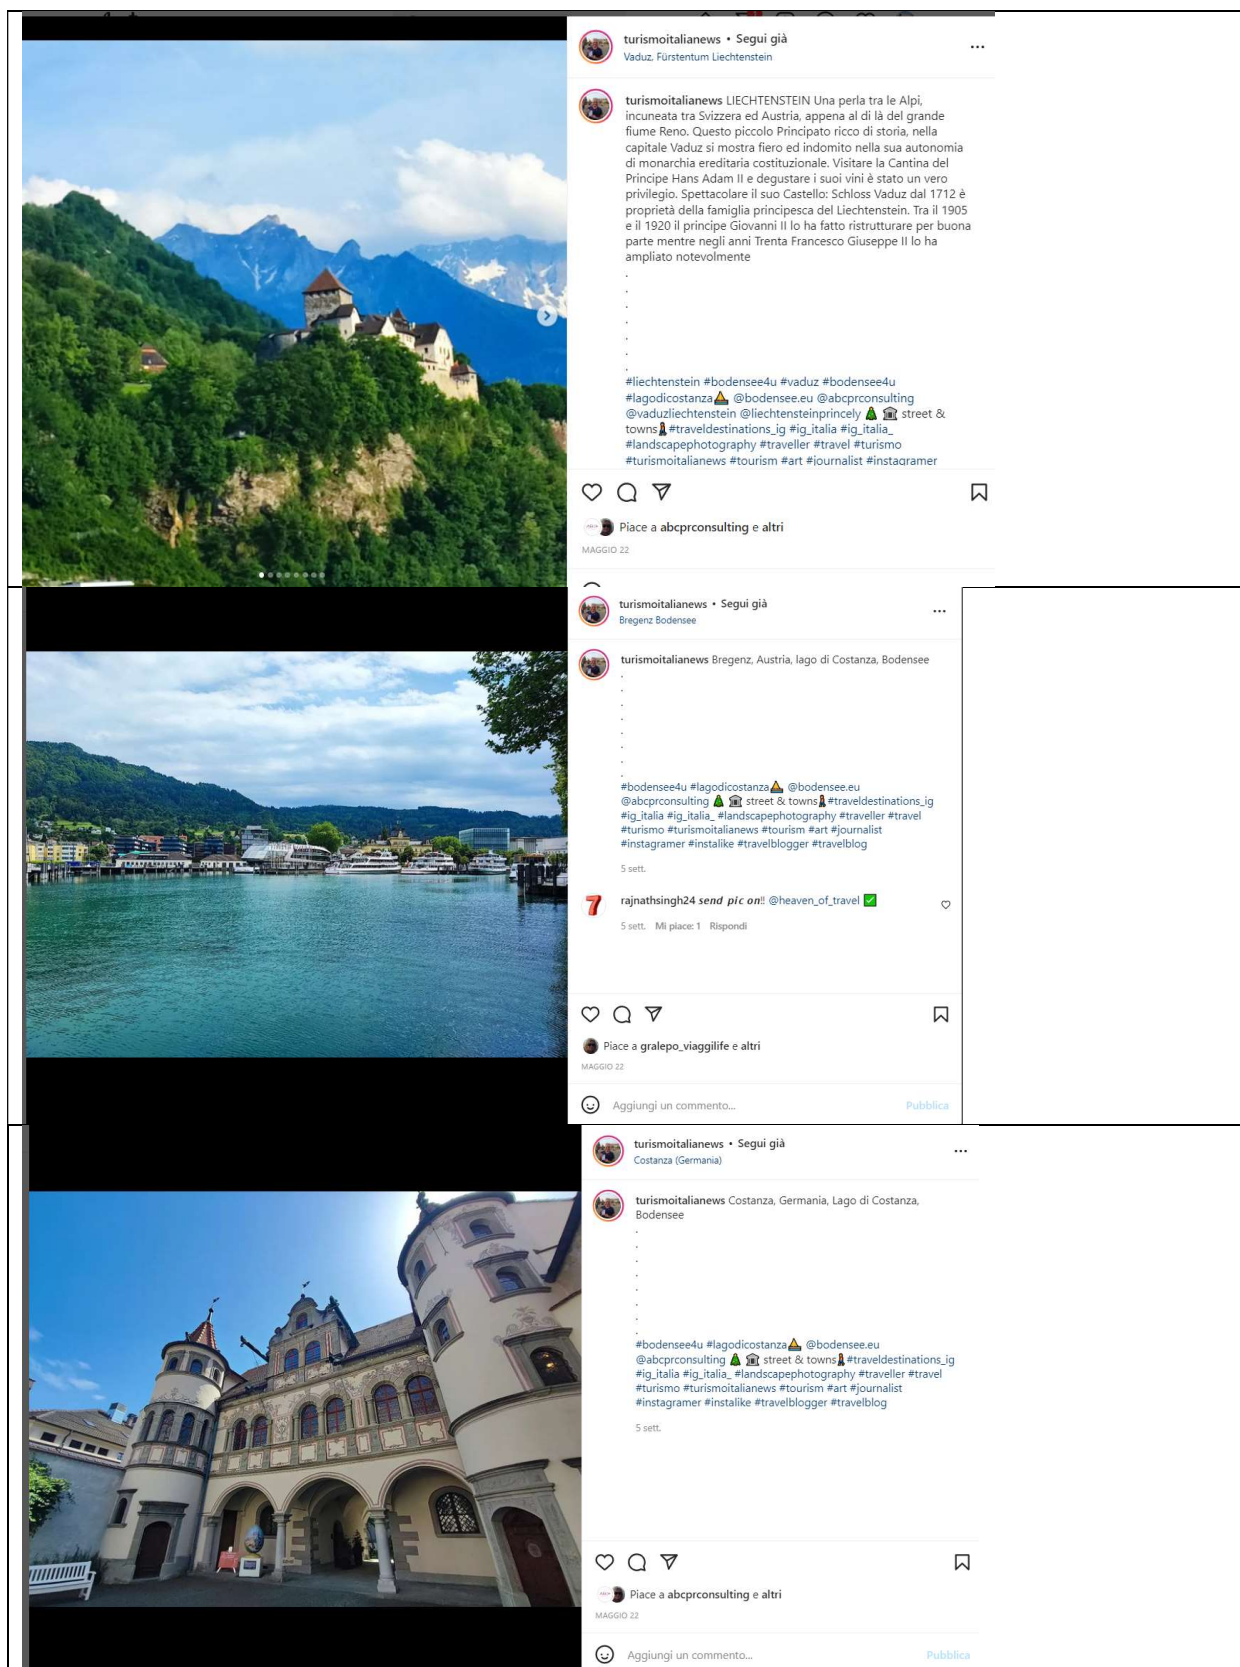 turismoitalianews • Segui già
Vaduz, Fürstentum Liechtenstein
turismoitalianews LIECHTENSTEIN Una perla tra le Alpi,
incuneata tra Svizzera ed Austria, appena al di là del grande
fiume Reno. Questo piccolo Principato ricco di storia, nella
capitale Vaduz si mostra fiero ed indomito nella sua autonomia
di monarchia ereditaria costituzionale. Visitare la Cantina del
Principe Hans Adam II e degustare i suoi vini è stato un vero
privilegio. Spettacolare il suo Castello: Schloss Vaduz dal 1712 è
proprietà della famiglia principesca del Liechtenstein. Tra il 1905
e il 1920 il principe Giovanni II lo ha fatto ristrutturare per buona
parte mentre negli anni Trenta Francesco Giuseppe II lo ha
ampliato notevolmente
.
.
.
.
.
.
.
#liechtenstein #bodensee4u #vaduz #bodensee4u
#lagodicostanza @bodensee.eu @abcprconsulting
@vaduzliechtenstein @liechtensteinprincely street &
towns #traveldestinations_ig #ig_italia #ig_italia_
#landscapephotography #traveller #travel #turismo
#turismoitalianews #tourism #art #journalist #instagramer
Piace a abcprconsulting e altri
MAGGIO 22
turismoitalianews • Segui già
Bregenz Bodensee
turismoitalianews Bregenz, Austria, lago di Costanza, Bodensee
.
.
.
.
.
.
.
.
#bodensee4u #lagodicostanza @bodensee.eu
@abcprconsulting street & towns #traveldestinations_ig
#ig_italia #ig_italia_ #landscapephotography #traveller #travel
#turismo #turismoitalianews #tourism #art #journalist
#instagramer #instalike #travelblogger #travelblog
5 sett.
7
rajnathsingh24 send pic on!! @heaven_of_travel ✅
5 sett. Mi piace: 1 Rispondi
Piace a gralepo_viaggilife e altri
MAGGIO 22
Aggiungi un commento... Pubblica
turismoitalianews • Segui già
Costanza (Germania)
turismoitalianews Costanza, Germania, Lago di Costanza,
Bodensee
.
.
.
.
.
.
.
.
#bodensee4u #lagodicostanza @bodensee.eu
@abcprconsulting street & towns #traveldestinations_ig
#ig_italia #ig_italia_ #landscapephotography #traveller #travel
#turismo #turismoitalianews #tourism #art #journalist
#instagramer #instalike #travelblogger #travelblog
5 sett.
Piace a abcprconsulting e altri
MAGGIO 22
Aggiungi un commento... Pubblica